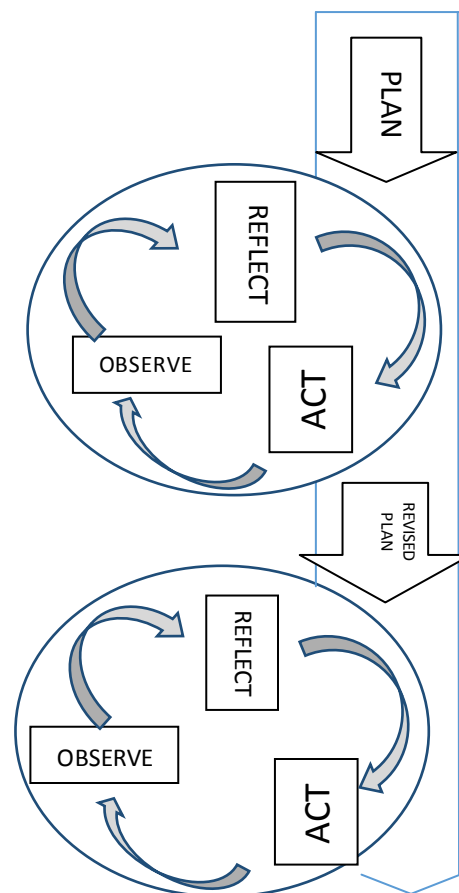 PLAN
REFLECT
OBSERVE
ACT
REVISED
PLAN
REFLECT
OBSERVE
ACT